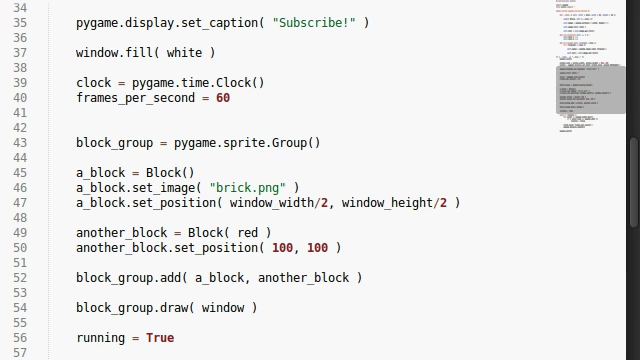 34
35 pygame.display.set_caption( "Subscribe!" )
36
37 window.fill( white )
38
39 clock = pygame.time.Clock()
40 frames_per_second = 60
41
42
43 block_group = pygame.sprite.Group()
44
45 a_block = Block()
46 a_block.set_image( "brick.png" )
47 a_block.set_position( window_width/2, window_height/2 )
48
49 another_block = Block( red )
50 another_block.set_position( 100, 100 )
51
52 block_group.add( a_block, another_block )
53
54 block_group.draw( window )
55
56 running = True
57